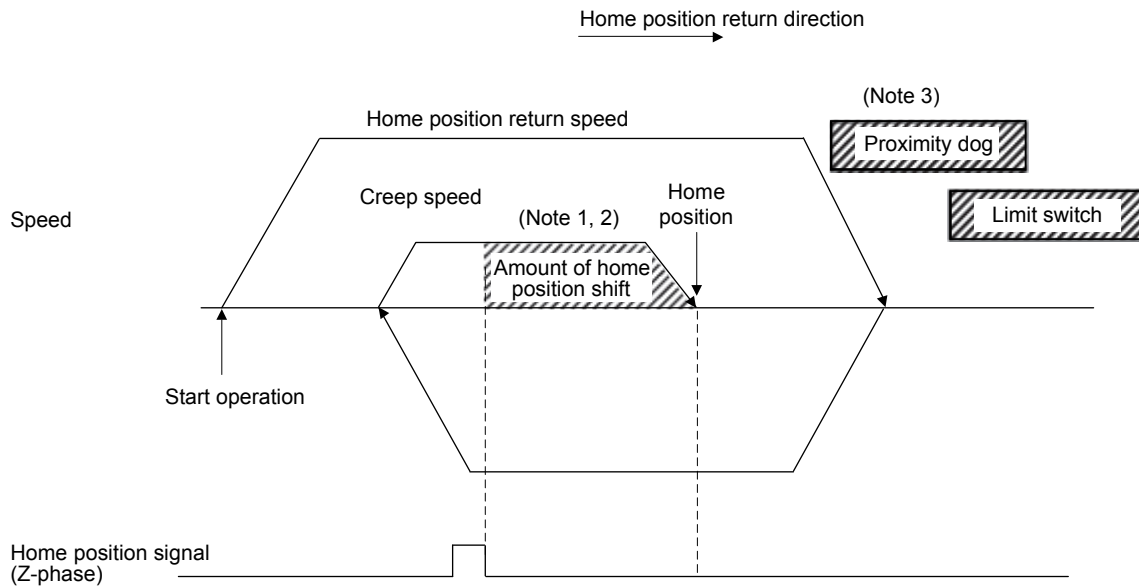 Home position return direction
(Note 3)
Home position return speed
Proximity dog
Creep speed
Home
position
Speed
(Note 1, 2)
Limit switch
Amount of home
position shift
Start operation
Home position signal
(Z-phase)